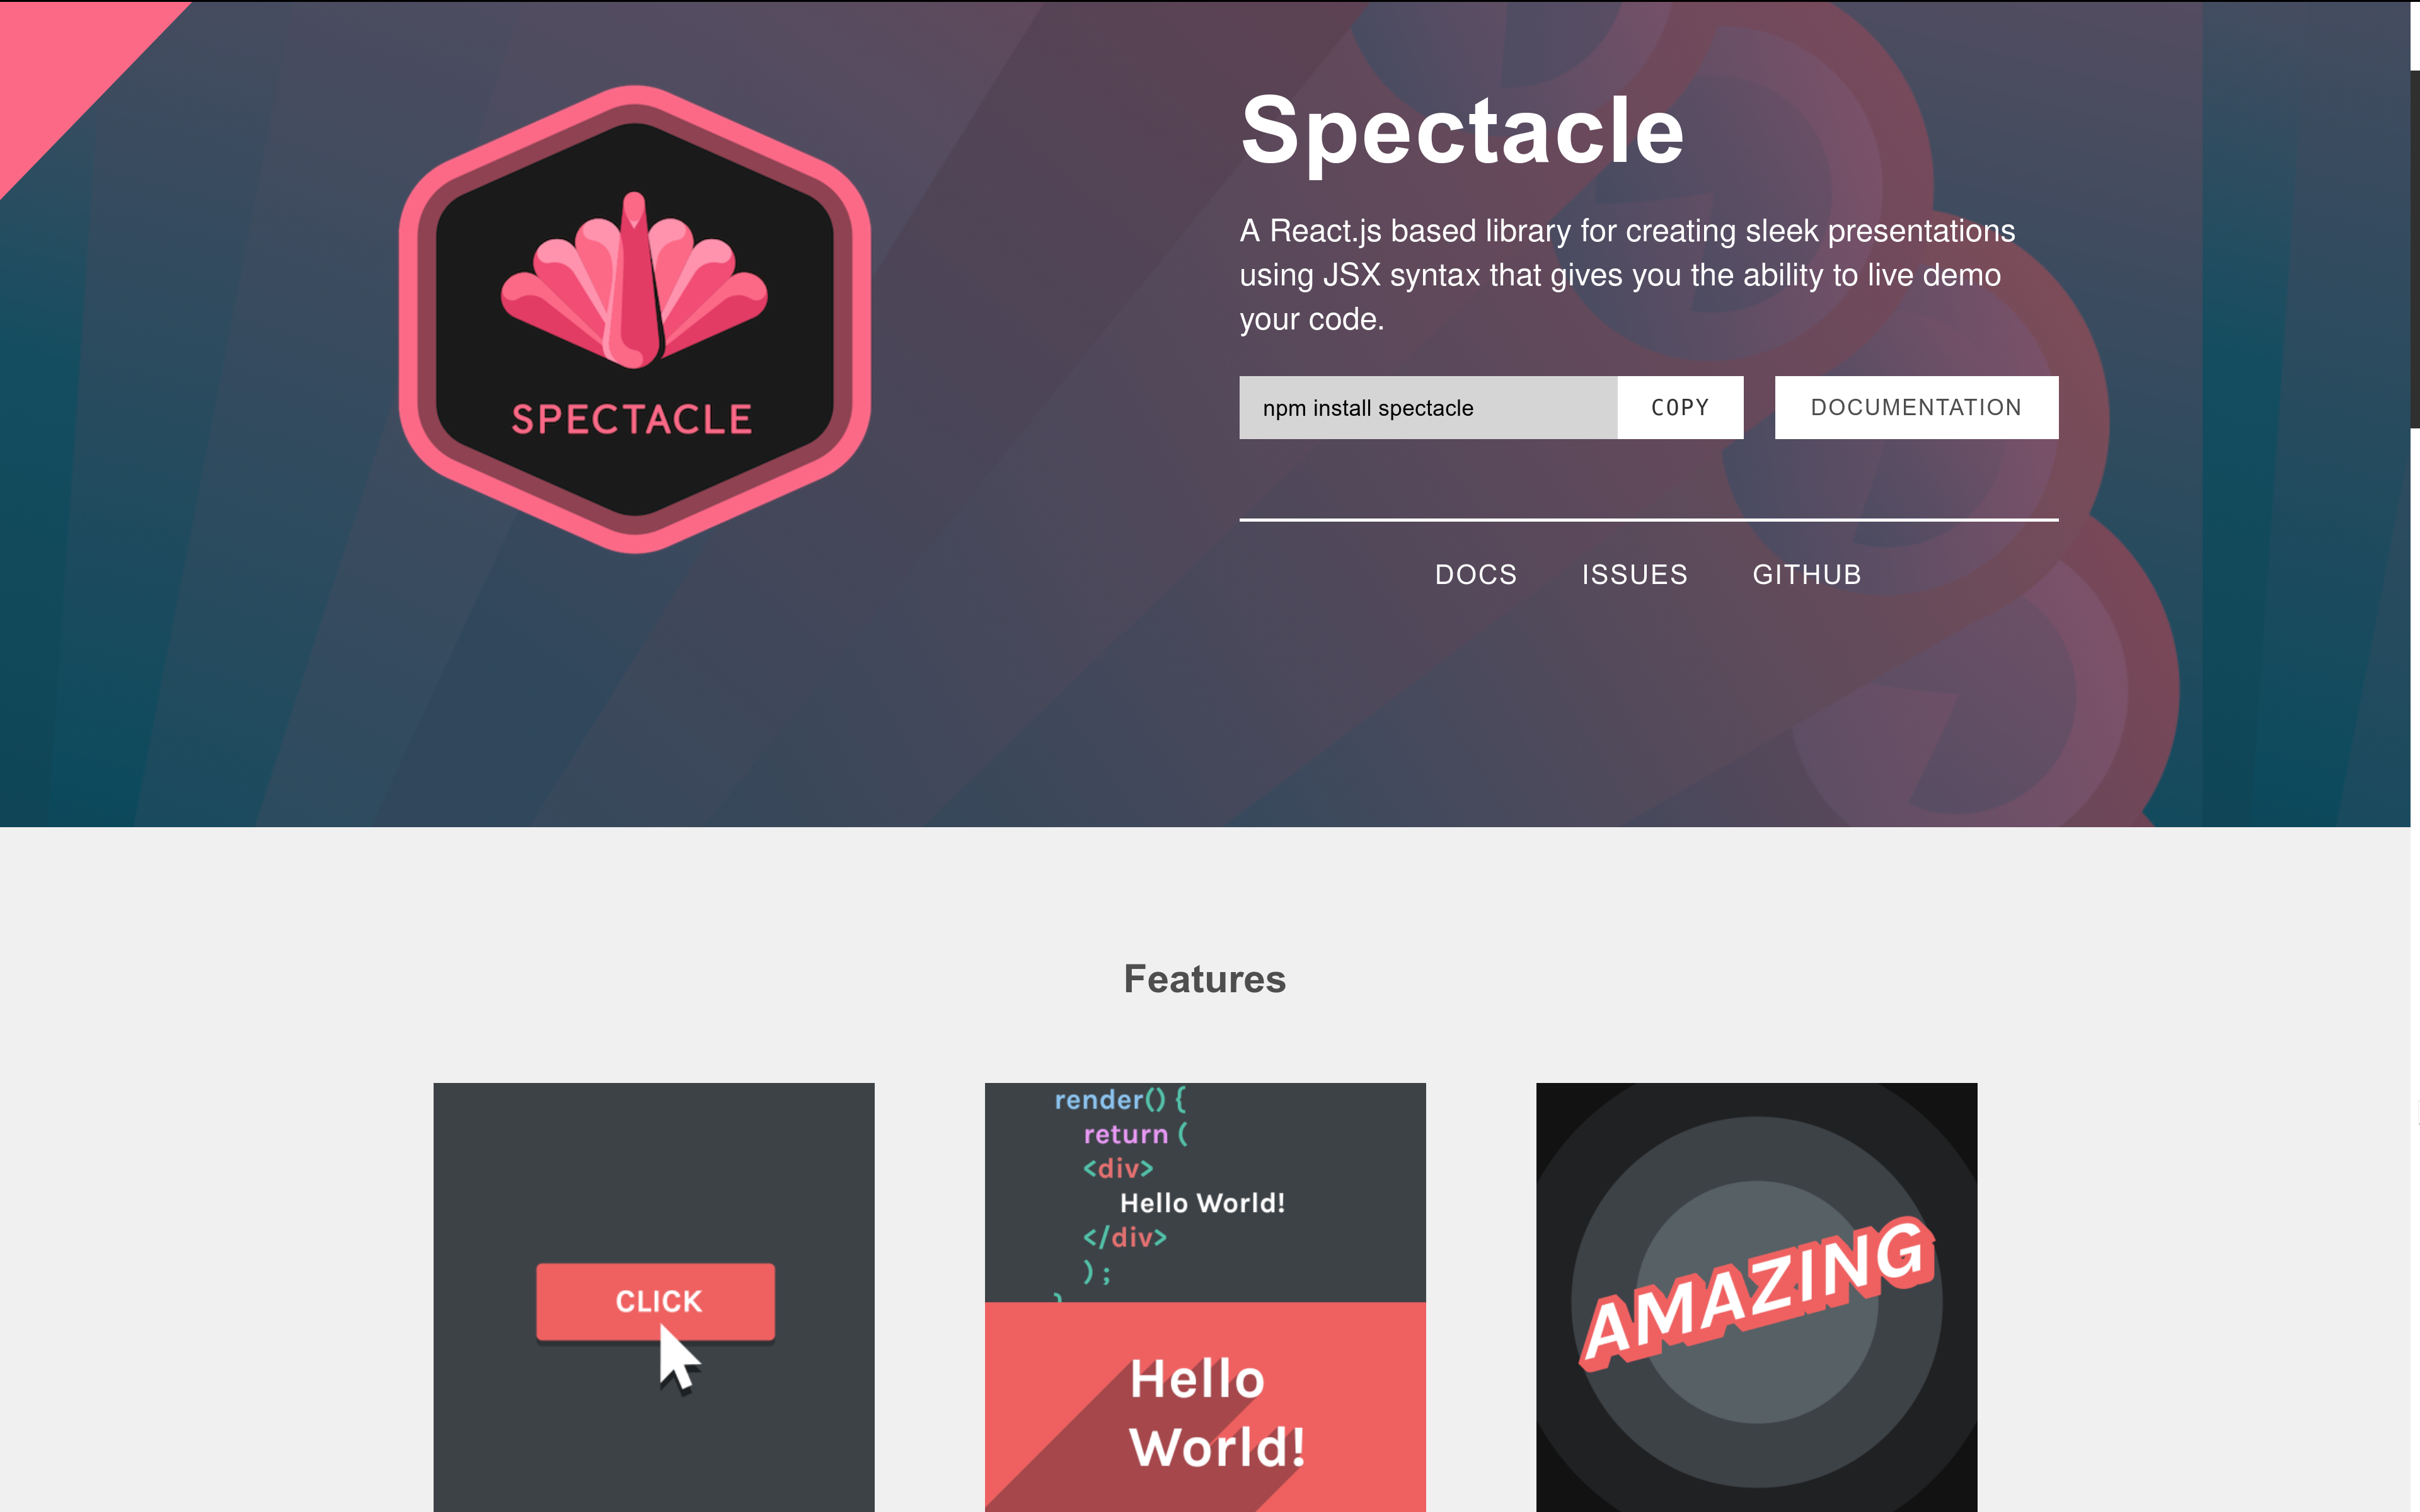 SPECTACLE
Spectacle
A React.js based library for creating sleek presentations
using JSX syntax that gives you the ability to live demo
your code.
npm install spectacle
COPY
DOCUMENTATION
DOCS ISSUES GITHUB
Features
CLICK
render() {
return (
<div>
Hello World!
</div>
) ;
}
Hello
World!
AMAZING